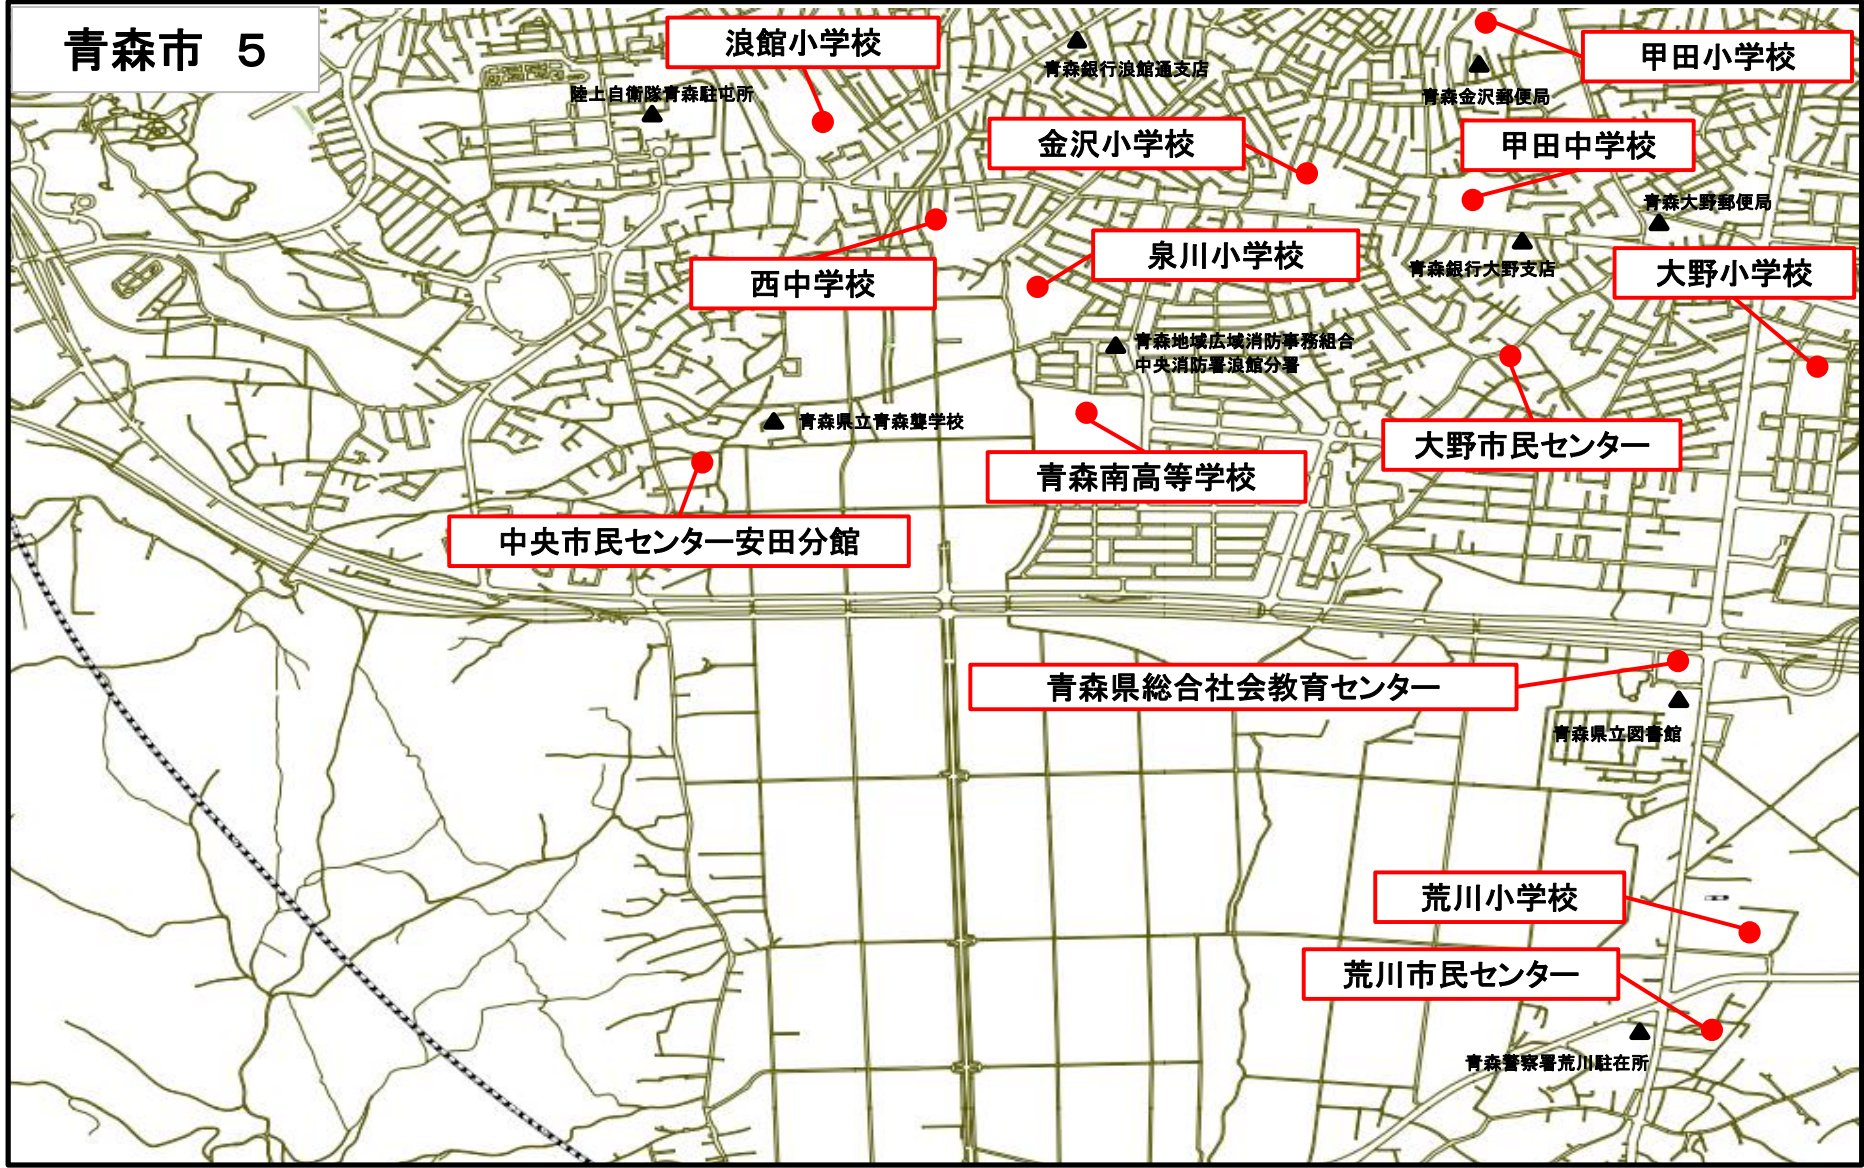 青森市 5
浪館小学校
甲田小学校
青森銀行浪館通支店
陸上自衛隊青森駐屯所
青森金沢郵便局
金沢小学校
甲田中学校
青森大野郵便局
泉川小学校
青森銀行大野支店
西中学校
大野小学校
青森地域広域消防事務組合
中央消防署浪館分署
青森県立青森聾学校
大野市民センター
青森南高等学校
中央市民センター安田分館
青森県総合社会教育センター
青森県立図書館
荒川小学校
荒川市民センター
青森警察署荒川駐在所